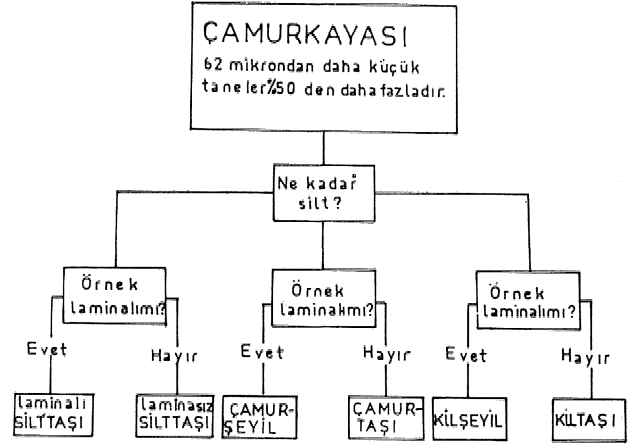 ÇAMURKAYASI
62 mikrondan daha küçük
taneler%50 den daha fazladır.
Ne kadar
silt?
Örnek
laminalımı?
Örnek
laminalımı?
Örnek
laminalımı?
Evet
Hayır
Evet
Hayır
Evet
Hayır
laminalı
SİLTTAŞI
laminasız
SİLTTAŞI
ÇAMUR-
ŞEYİL
ÇAMUR-
TAŞI
KİLŞEYİL
KİLTAŞI